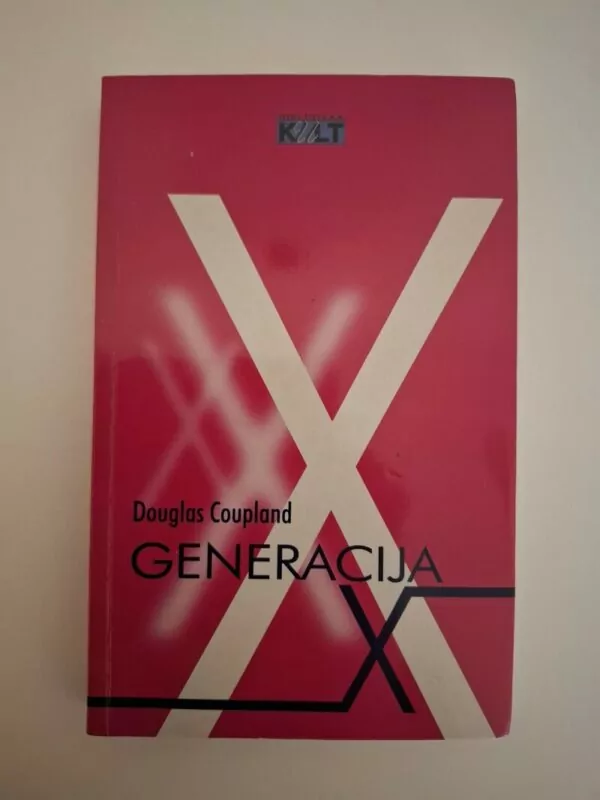 KULT
Douglas Coupland
GENERACIJA
X